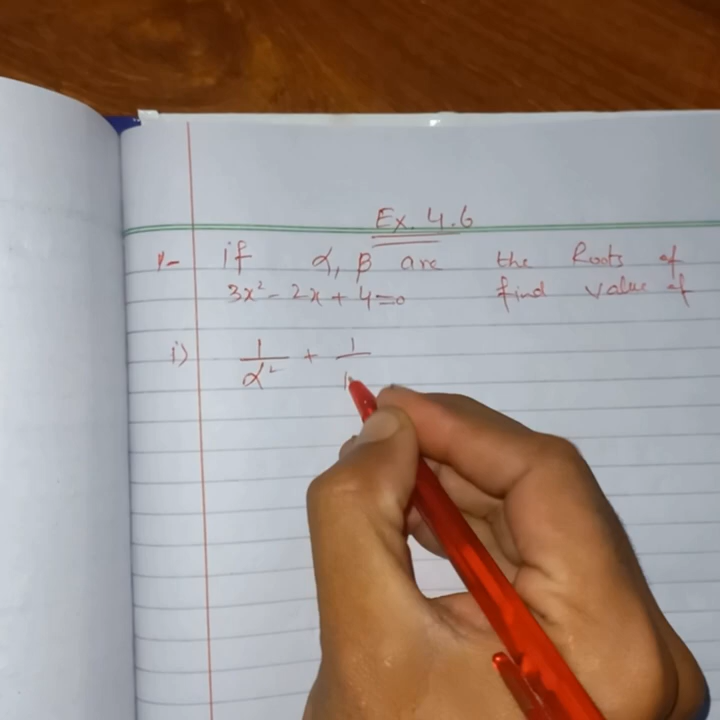 Ex. 4.6
1- if α, β are the Roots of
3x² - 2x + 4 = 0 find value of
i) 1/α² + 1/